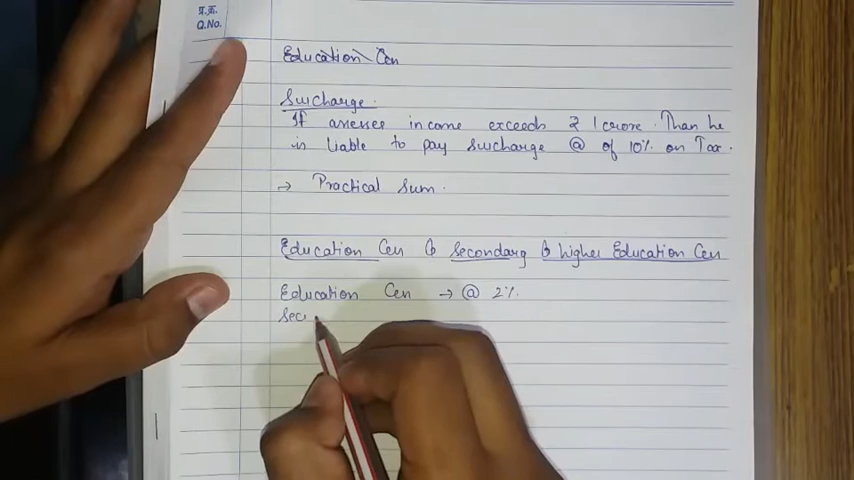 प्र.क्र.
Q.No.
Education Cen
Surcharge.
If assesee income exceeds ₹ 1 crore. Than he
is liable to pay surcharge @ of 10% on Tax.
→ Practical Sum.
Education Cen & secondary & higher Education Cen
Education Cen → @ 2%.
Sec